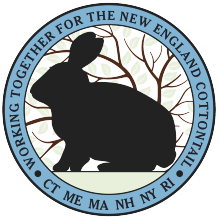 WORKING TOGETHER FOR THE NEW ENGLAND COTTONTAIL
• CT ME MA NH NY RI •